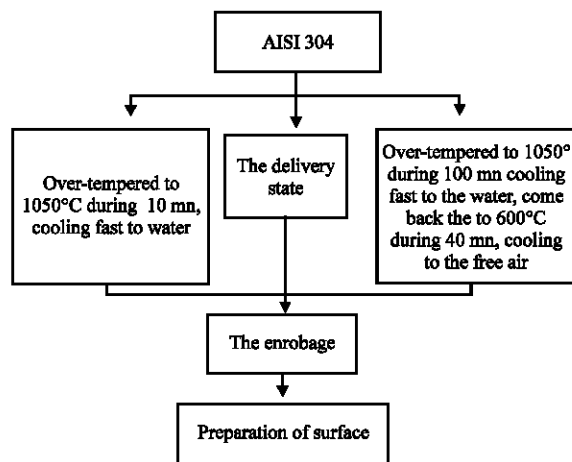 AISI 304
Over-tempered to
1050°C during 10 mn,
cooling fast to water
The delivery
state
Over-tempered to 1050°
during 100 mn cooling
fast to the water, come
back the to 600°C
during 40 mn, cooling
to the free air
The enrobage
Preparation of surface